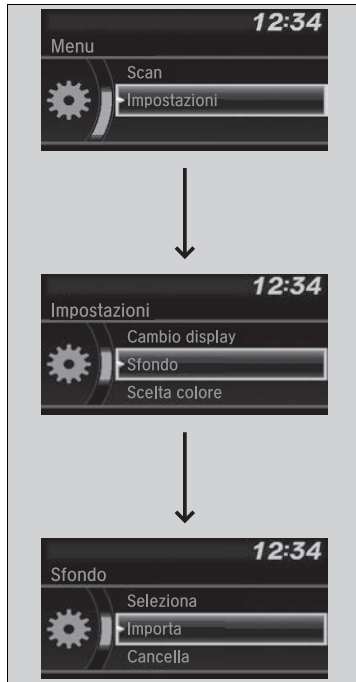 12:34
Menu
Scan
Impostazioni
12:34
Impostazioni
Cambio display
Sfondo
Scelta colore
12:34
Sfondo
Seleziona
Importa
Cancella